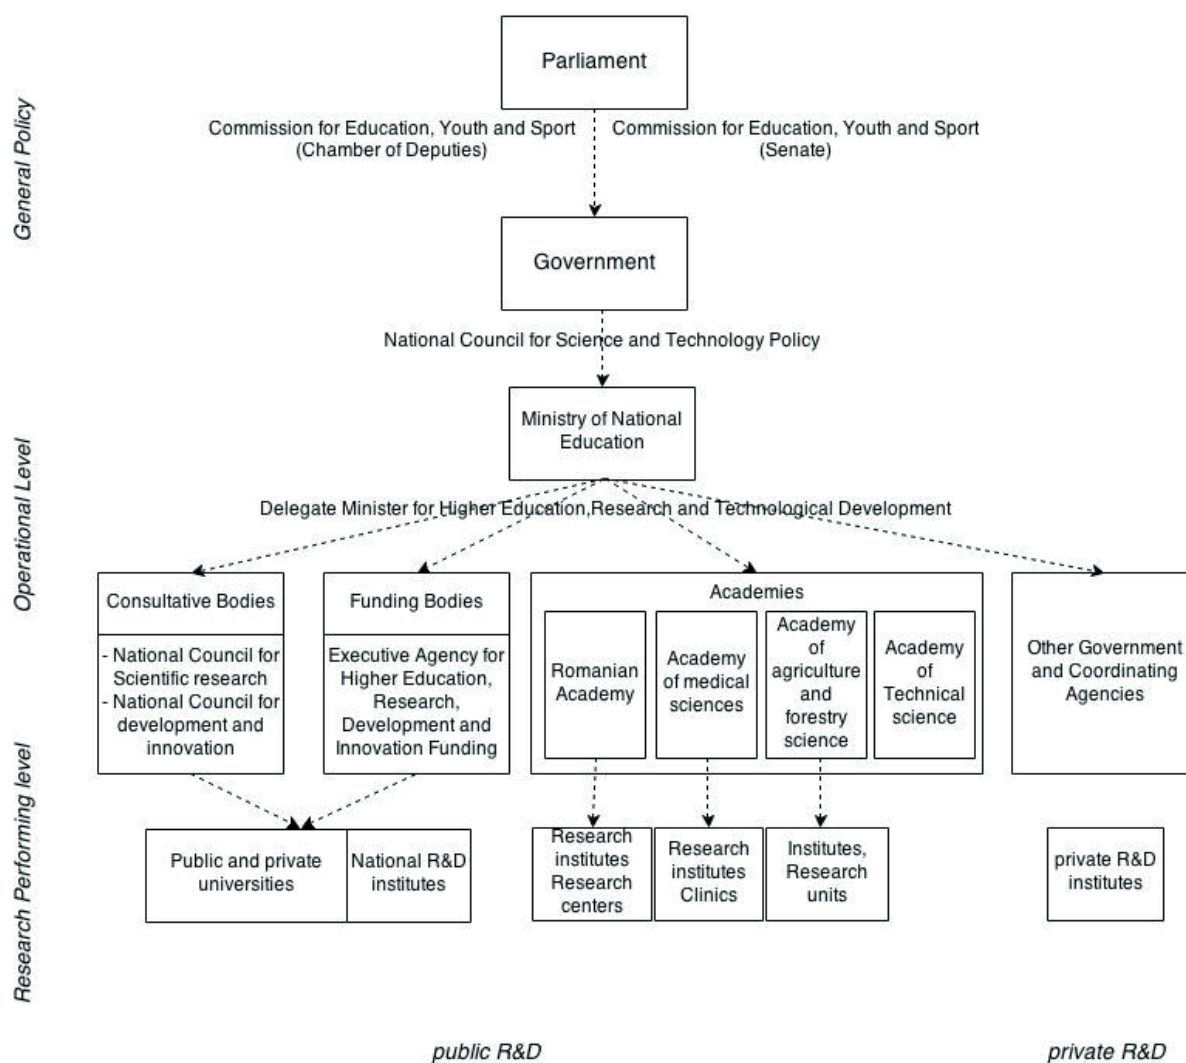 Parliament
General Policy
Commission for Education, Youth and Sport
(Chamber of Deputies)
Commission for Education, Youth and Sport
(Senate)
Government
National Council for Science and Technology Policy
Ministry of National
Education
Operational Level
Delegate Minister for Higher Education,Research and Technological Development
Consultative Bodies
- National Council for
Scientific research
- National Council for
development and
innovation
Funding Bodies
Executive Agency for
Higher Education,
Research,
Development and
Innovation Funding
Academies
Romanian
Academy
Academy
of medical
sciences
Academy
of
agriculture
and
forestry
science
Academy
of
Technical
science
Other Government
and Coordinating
Agencies
Research Performing level
Public and private
universities
National R&D
institutes
Research
institutes
Research
centers
Research
institutes
Clinics
Institutes,
Research
units
private R&D
institutes
public R&D
private R&D